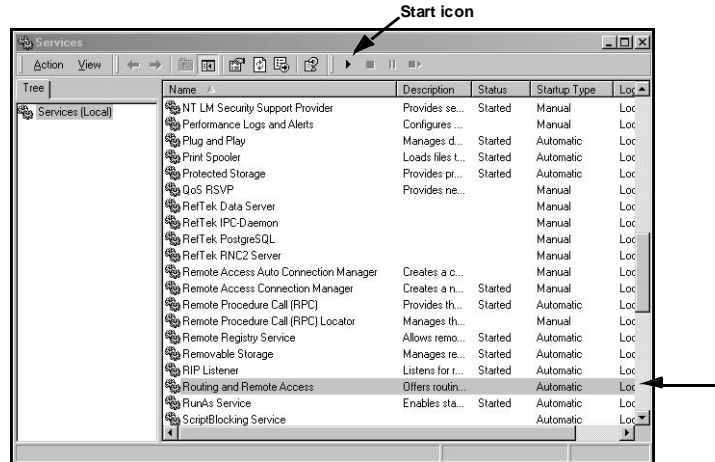 Start icon
Services
Action View
Tree
Name Description Status Startup Type Log
Services (Local)
NT LM Security Support Provider Provides se... Started Manual Loc
Performance Logs and Alerts Configures ... Manual Loc
Plug and Play Manages d... Started Automatic Loc
Print Spooler Loads files t... Started Automatic Loc
Protected Storage Provides pr... Started Automatic Loc
QoS RSVP Provides ne... Manual Loc
RefTek Data Server Manual Loc
RefTek IPC-Daemon Manual Loc
RefTek PostgreSQL Manual Loc
RefTek RNC2 Server Manual Loc
Remote Access Auto Connection Manager Creates a c... Manual Loc
Remote Access Connection Manager Creates a n... Started Manual Loc
Remote Procedure Call (RPC) Provides th... Started Automatic Loc
Remote Procedure Call (RPC) Locator Manages th... Manual Loc
Remote Registry Service Allows remo... Started Automatic Loc
Removable Storage Manages re... Started Automatic Loc
RIP Listener Listens for r... Started Automatic Loc
Routing and Remote Access Offers routin... Automatic Loc
RunAs Service Enables sta... Started Automatic Loc
ScriptBlocking Service Automatic Loc